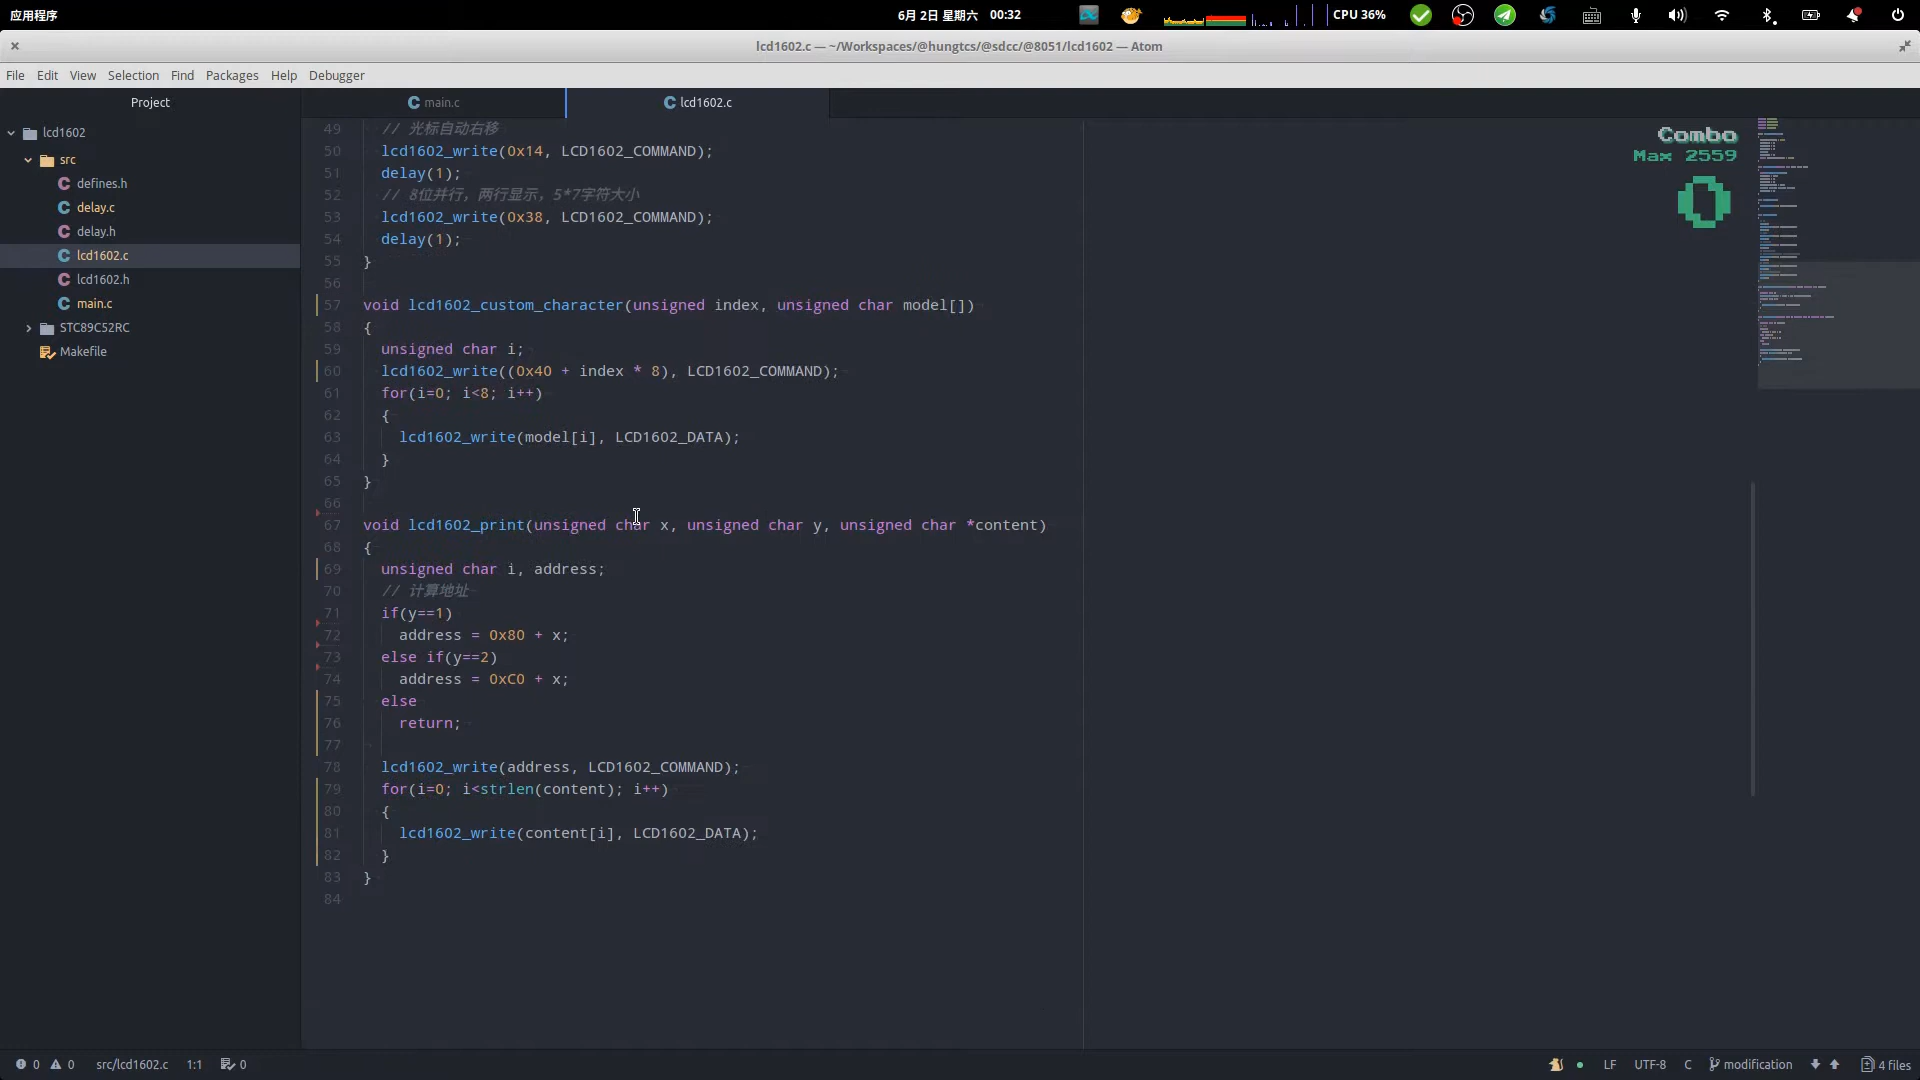 应用程序
6月 2日 星期六 00:32
CPU 36%
lcd1602.c — ~/Workspaces/@hungtcs/@sdcc/@8051/lcd1602 — Atom
File Edit View Selection Find Packages Help Debugger
Project
lcd1602
src
defines.h
delay.c
delay.h
lcd1602.c
lcd1602.h
main.c
STC89C52RC
Makefile
main.c
lcd1602.c
49 // 光标自动右移
50 lcd1602_write(0x14, LCD1602_COMMAND);
51 delay(1);
52 // 8位并行，两行显示，5*7字符大小
53 lcd1602_write(0x38, LCD1602_COMMAND);
54 delay(1);
55 }
56
57 void lcd1602_custom_character(unsigned index, unsigned char model[])
58 {
59 unsigned char i;
60 lcd1602_write((0x40 + index * 8), LCD1602_COMMAND);
61 for(i=0; i<8; i++)
62 {
63 lcd1602_write(model[i], LCD1602_DATA);
64 }
65 }
66
67 void lcd1602_print(unsigned char x, unsigned char y, unsigned char *content)
68 {
69 unsigned char i, address;
70 // 计算地址
71 if(y==1)
72 address = 0x80 + x;
73 else if(y==2)
74 address = 0xC0 + x;
75 else
76 return;
77
78 lcd1602_write(address, LCD1602_COMMAND);
79 for(i=0; i<strlen(content); i++)
80 {
81 lcd1602_write(content[i], LCD1602_DATA);
82 }
83 }
84
Combo
Max 2559
0
0 0 src/lcd1602.c 1:1 0
LF UTF-8 C modification 4 files